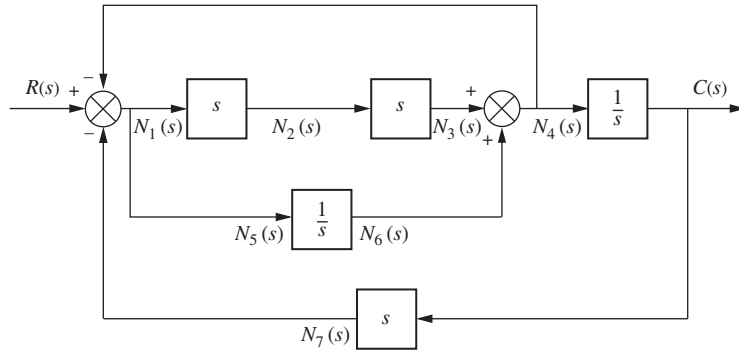 −
R(s) + s s + 1/s C(s)
− N₁(s) N₂(s) N₃(s) + N₄(s)
1/s
N₅(s) N₆(s)
s
N₇(s)